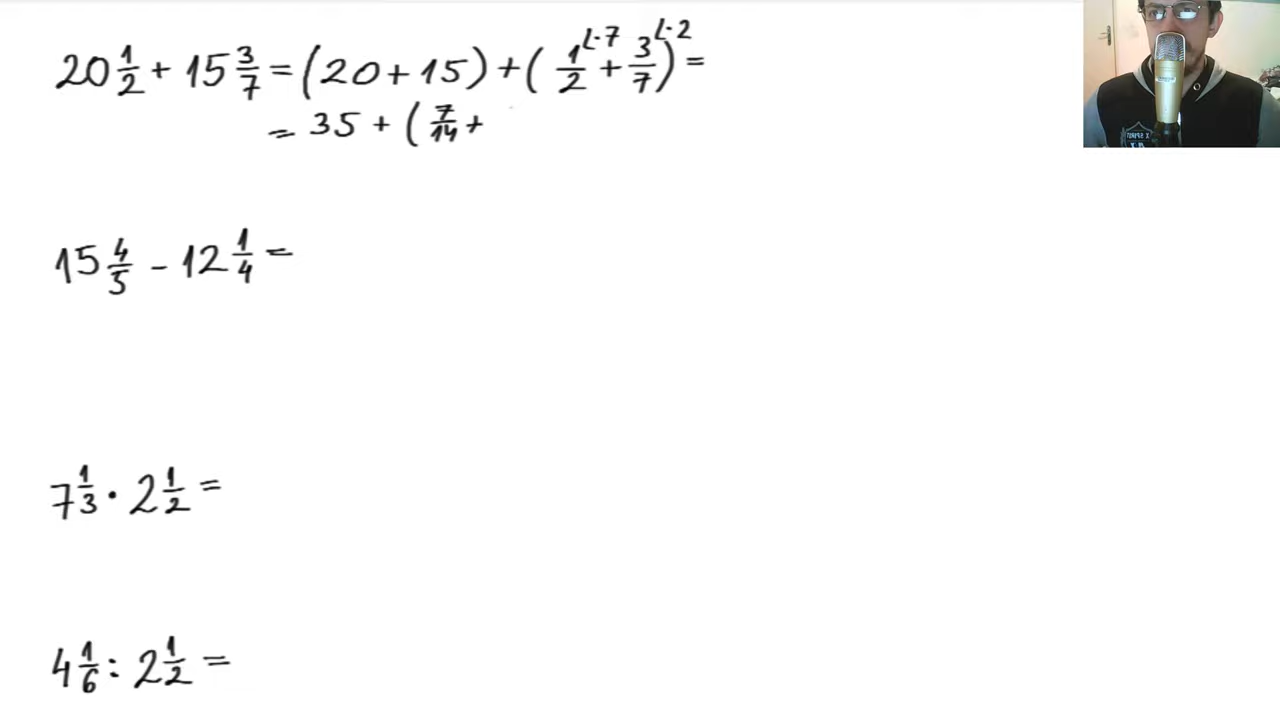 20 1/2 + 15 3/7 = (20 + 15) + (1/2 ⌊·7 + 3/7 ⌊·2) =
= 35 + (7/14 +
15 4/5 - 12 1/4 =
7 1/3 · 2 1/2 =
4 1/6 : 2 1/2 =